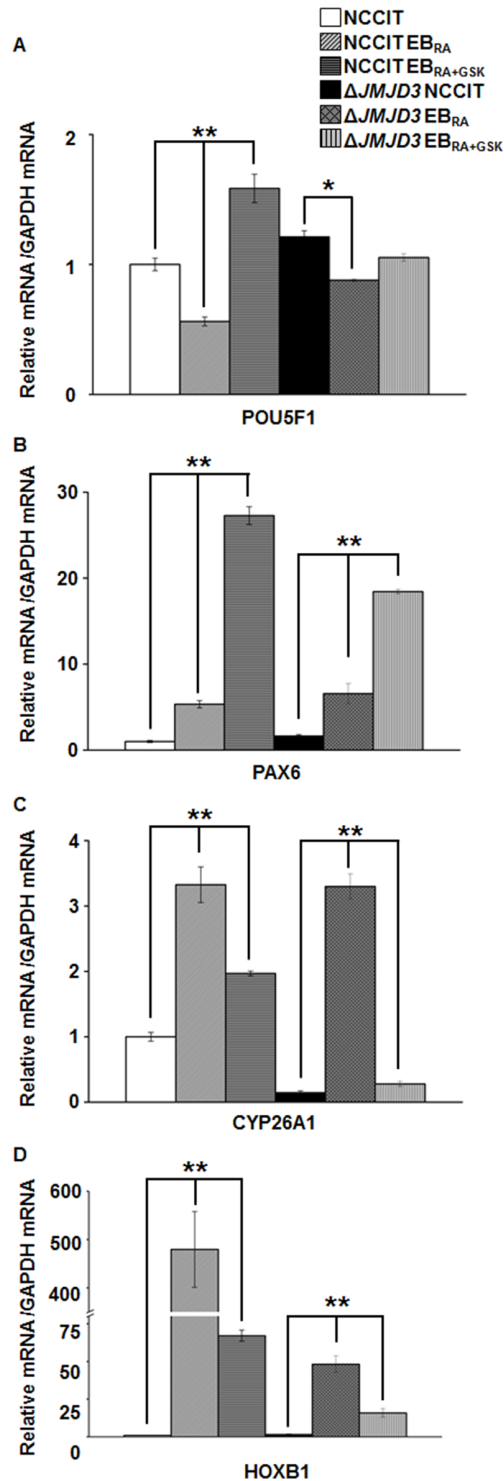 A
NCCIT
NCCIT EBRA
NCCIT EBRA+GSK
ΔJMJD3 NCCIT
ΔJMJD3 EBRA
ΔJMJD3 EBRA+GSK
Relative mRNA/GAPDH mRNA
2
1
0
**
*
POU5F1
B
Relative mRNA/GAPDH mRNA
30
20
10
0
**
**
PAX6
C
Relative mRNA/GAPDH mRNA
4
3
2
1
0
**
**
CYP26A1
D
Relative mRNA/GAPDH mRNA
600
500
400
75
50
25
0
**
**
HOXB1